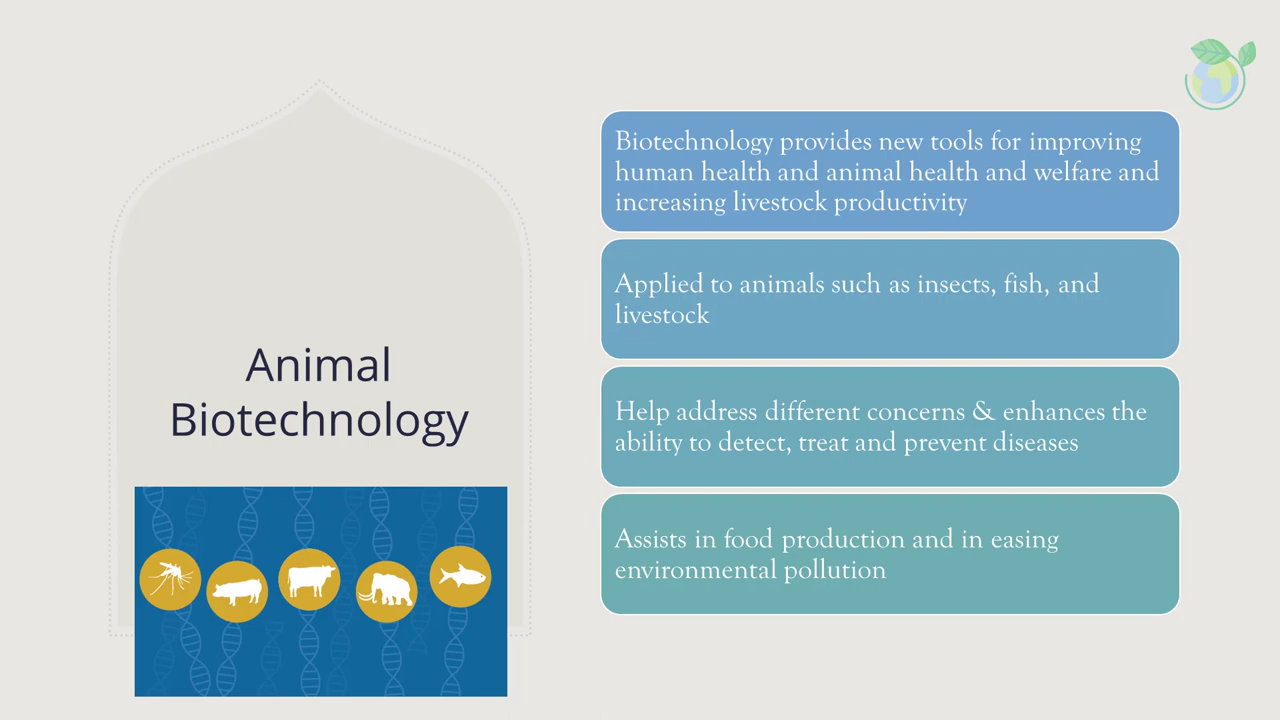 Animal
Biotechnology
Biotechnology provides new tools for improving
human health and animal health and welfare and
increasing livestock productivity
Applied to animals such as insects, fish, and
livestock
Help address different concerns & enhances the
ability to detect, treat and prevent diseases
Assists in food production and in easing
environmental pollution